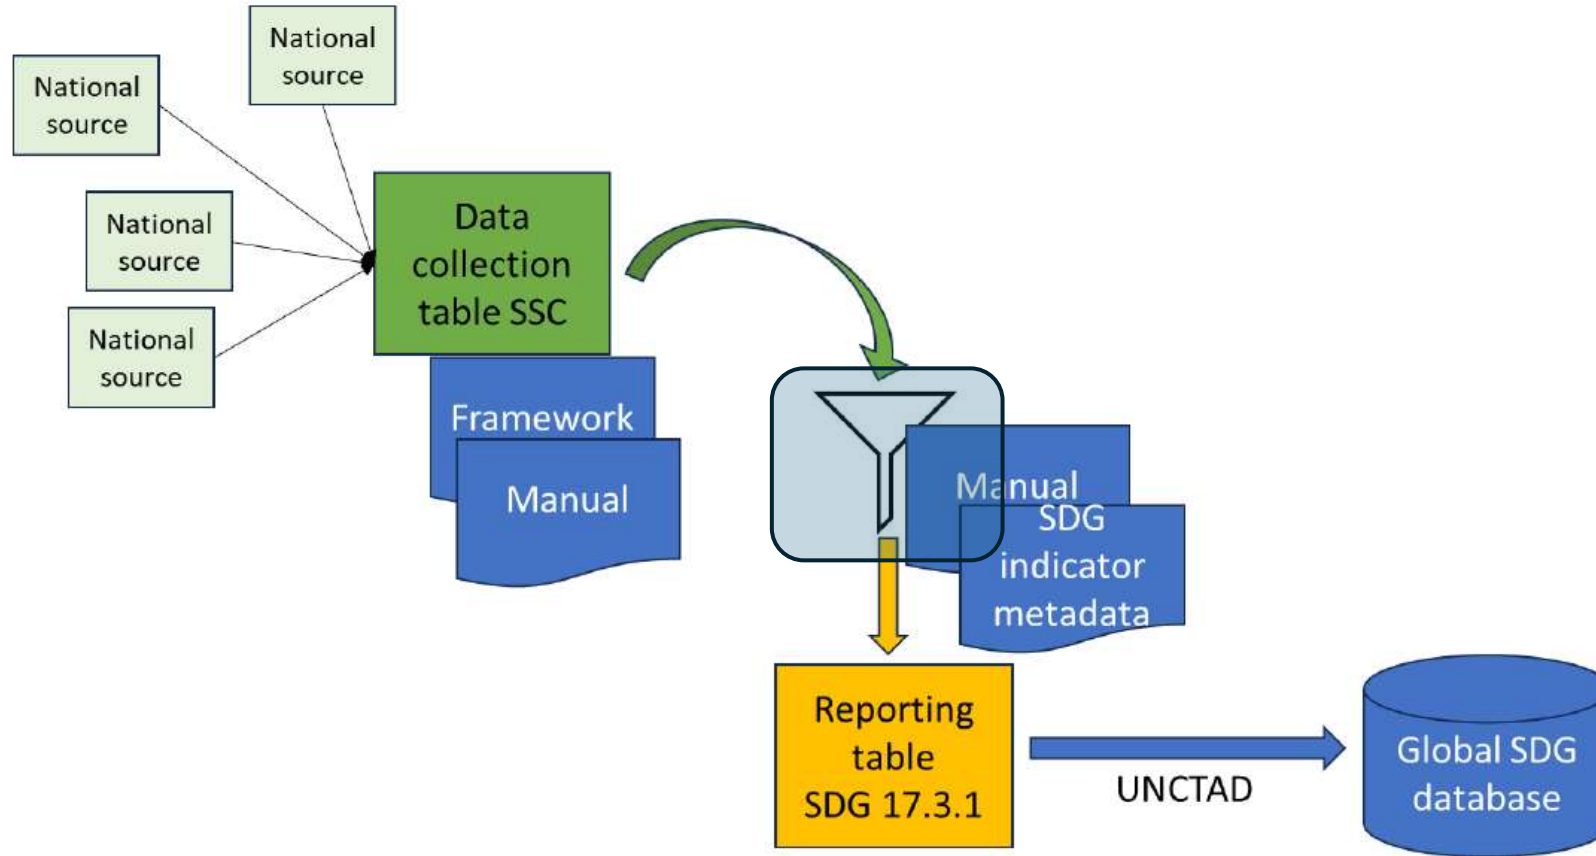 National
source
National
source
National
source
National
source
Data
collection
table SSC
Framework
Manual
Manual
SDG
indicator
metadata
Reporting
table
SDG 17.3.1
UNCTAD
Global SDG
database